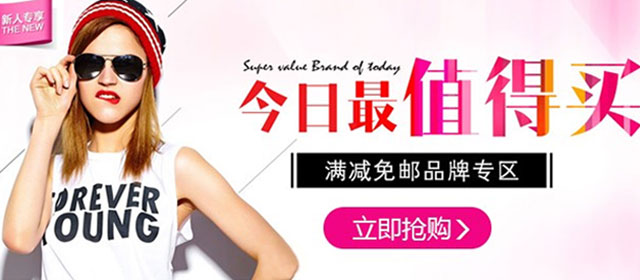 新人专享
THE NEW
Super value Brand of today
今日最值得买
满减免邮品牌专区
立即抢购>
FOREVER
YOUNG